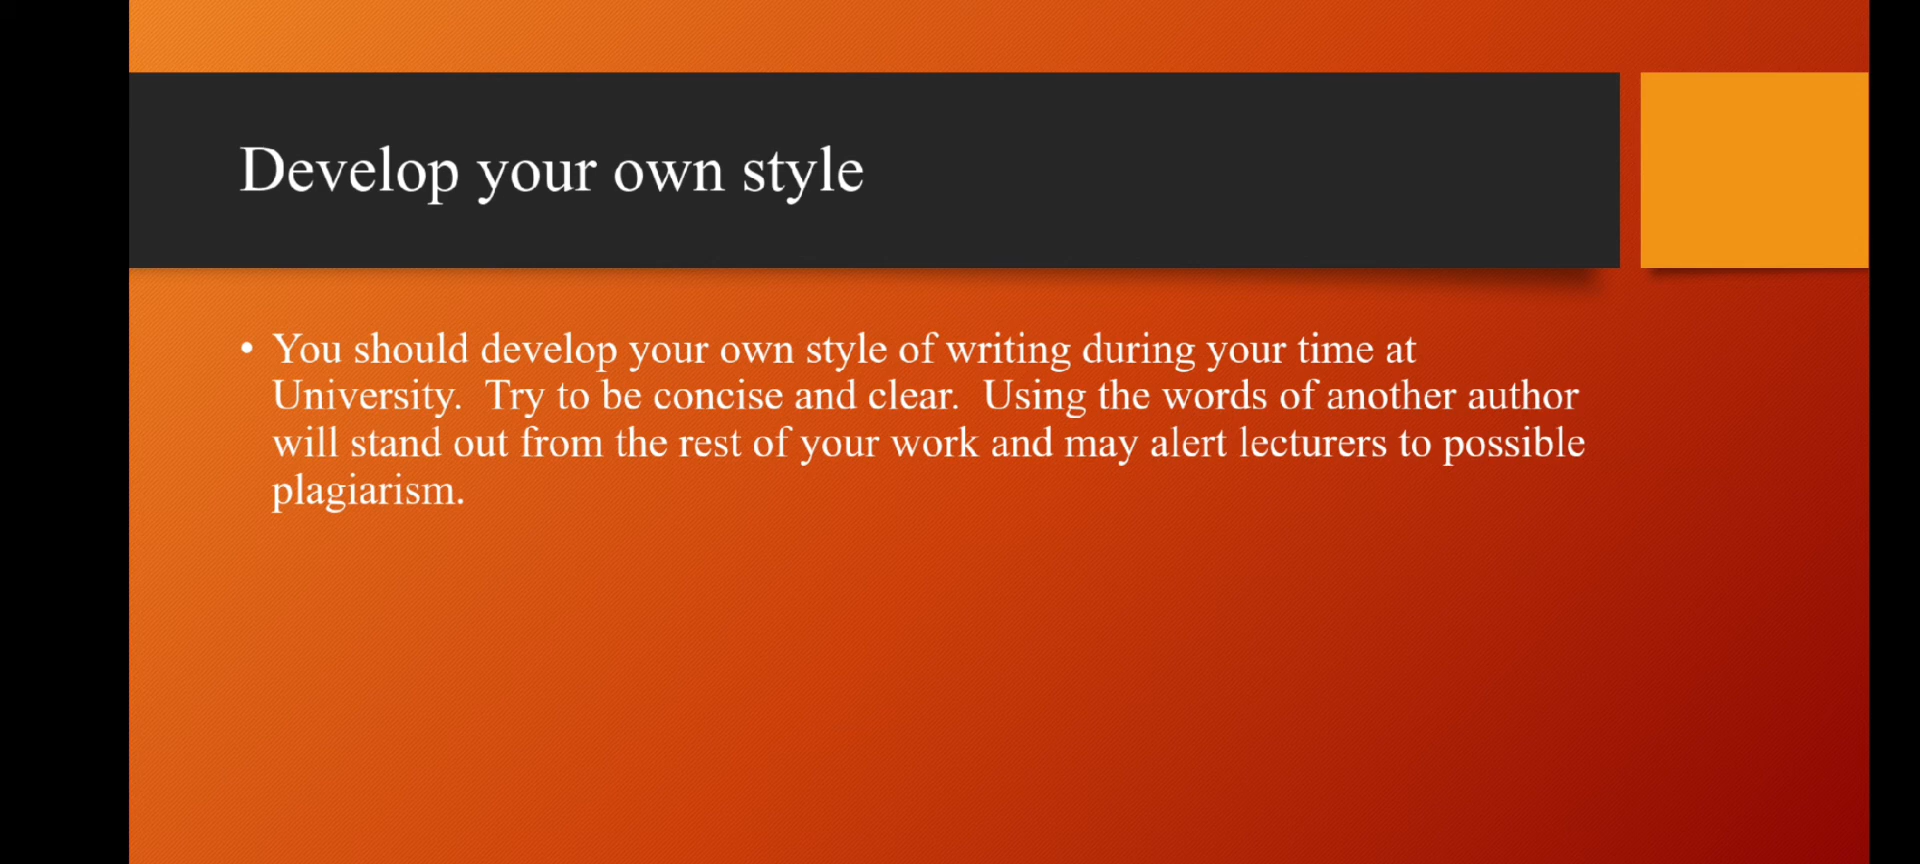 Develop your own style
• You should develop your own style of writing during your time at
University.  Try to be concise and clear.  Using the words of another author
will stand out from the rest of your work and may alert lecturers to possible
plagiarism.